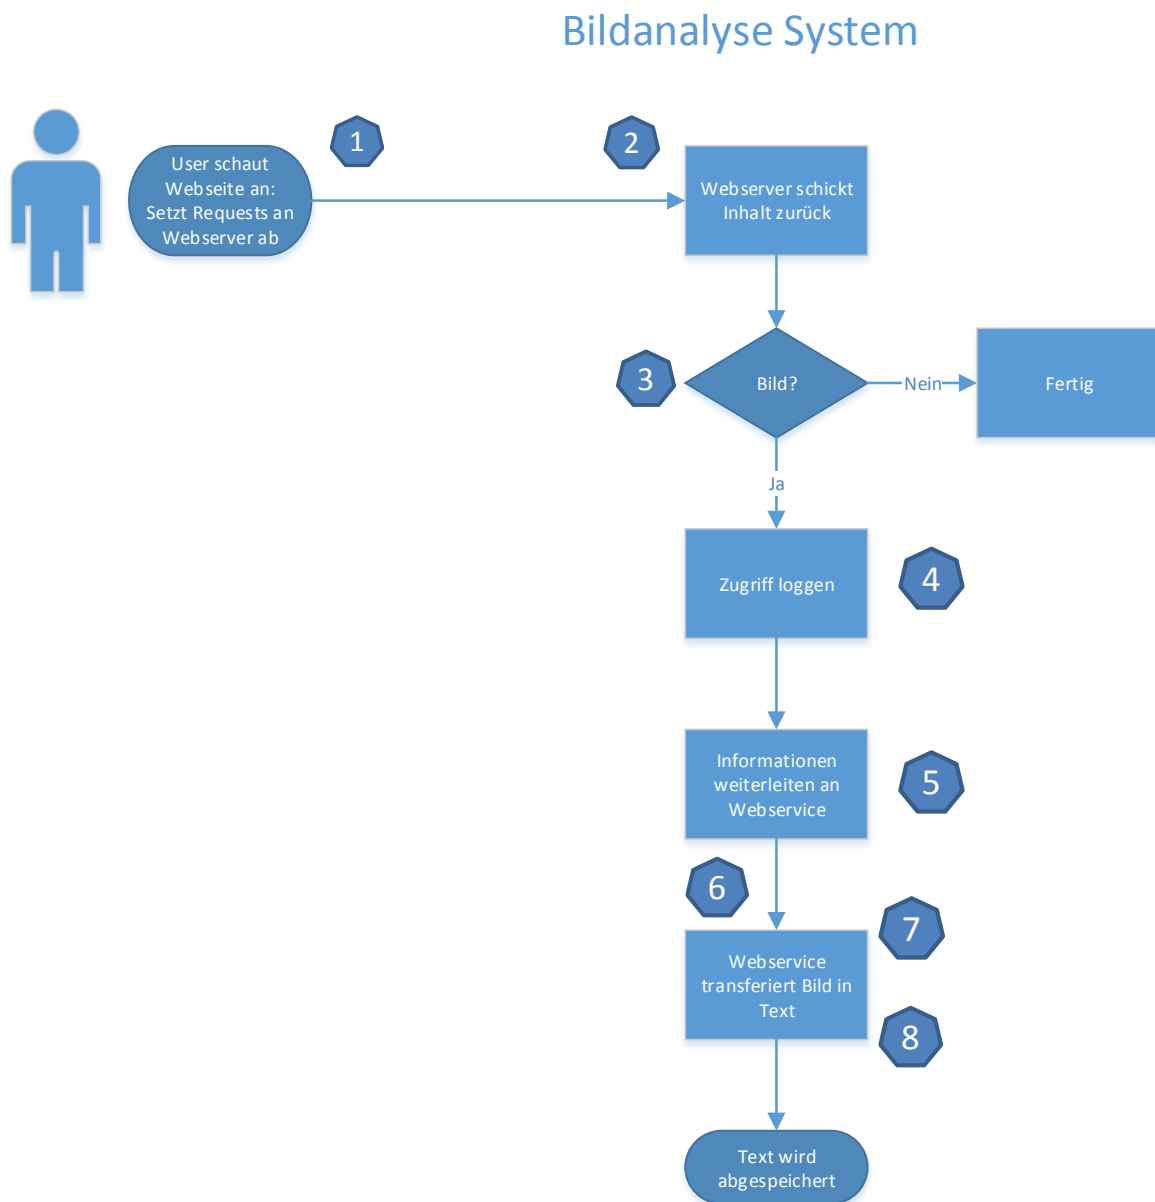 Bildanalyse System
1
2
User schaut
Webseite an:
Setzt Requests an
Webserver ab
Webserver schickt
Inhalt zurück
3
Bild?
Nein
Fertig
Ja
Zugriff loggen
4
Informationen
weiterleiten an
Webservice
5
6
7
Webservice
transferiert Bild in
Text
8
Text wird
abgespeichert